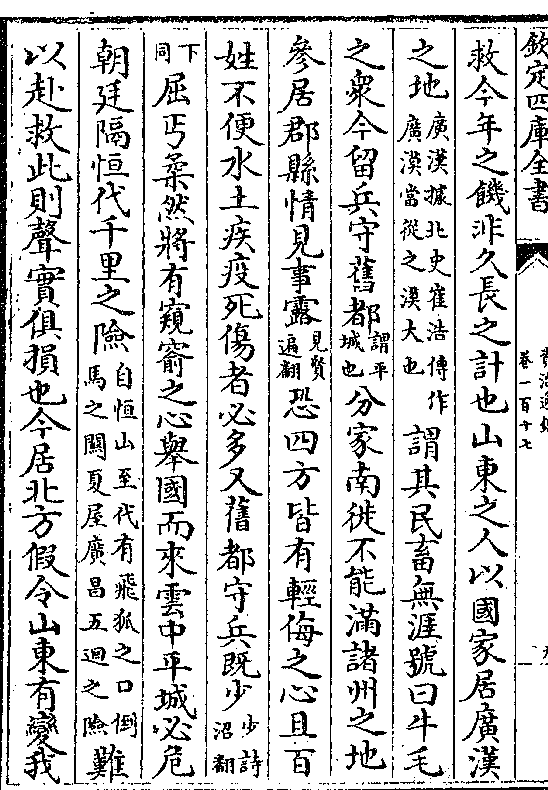 欽定四庫全書
卷一百十七
救今年之饑非久長之計也山東之人以國家居廣漢
之地廣漢據北史崔浩傳作廣漠當從之漠大也謂其民畜無涯號曰牛毛
之衆今留兵守舊都謂平城也分家南徙不能滿諸州之地
參居郡縣情見事露見賢遍翻恐四方皆有輕侮之心且百
姓不便水土疾疫死傷者必多又舊都守兵既少少詩沼翻
下同屈丐柔然將有窺窬之心舉國而來雲中平城必危
朝廷隔恒代千里之險自恒山至代有飛狐之口倒馬之關夏屋廣昌五迴之險難
以赴救此則聲實俱損也今居北方假令山東有變我